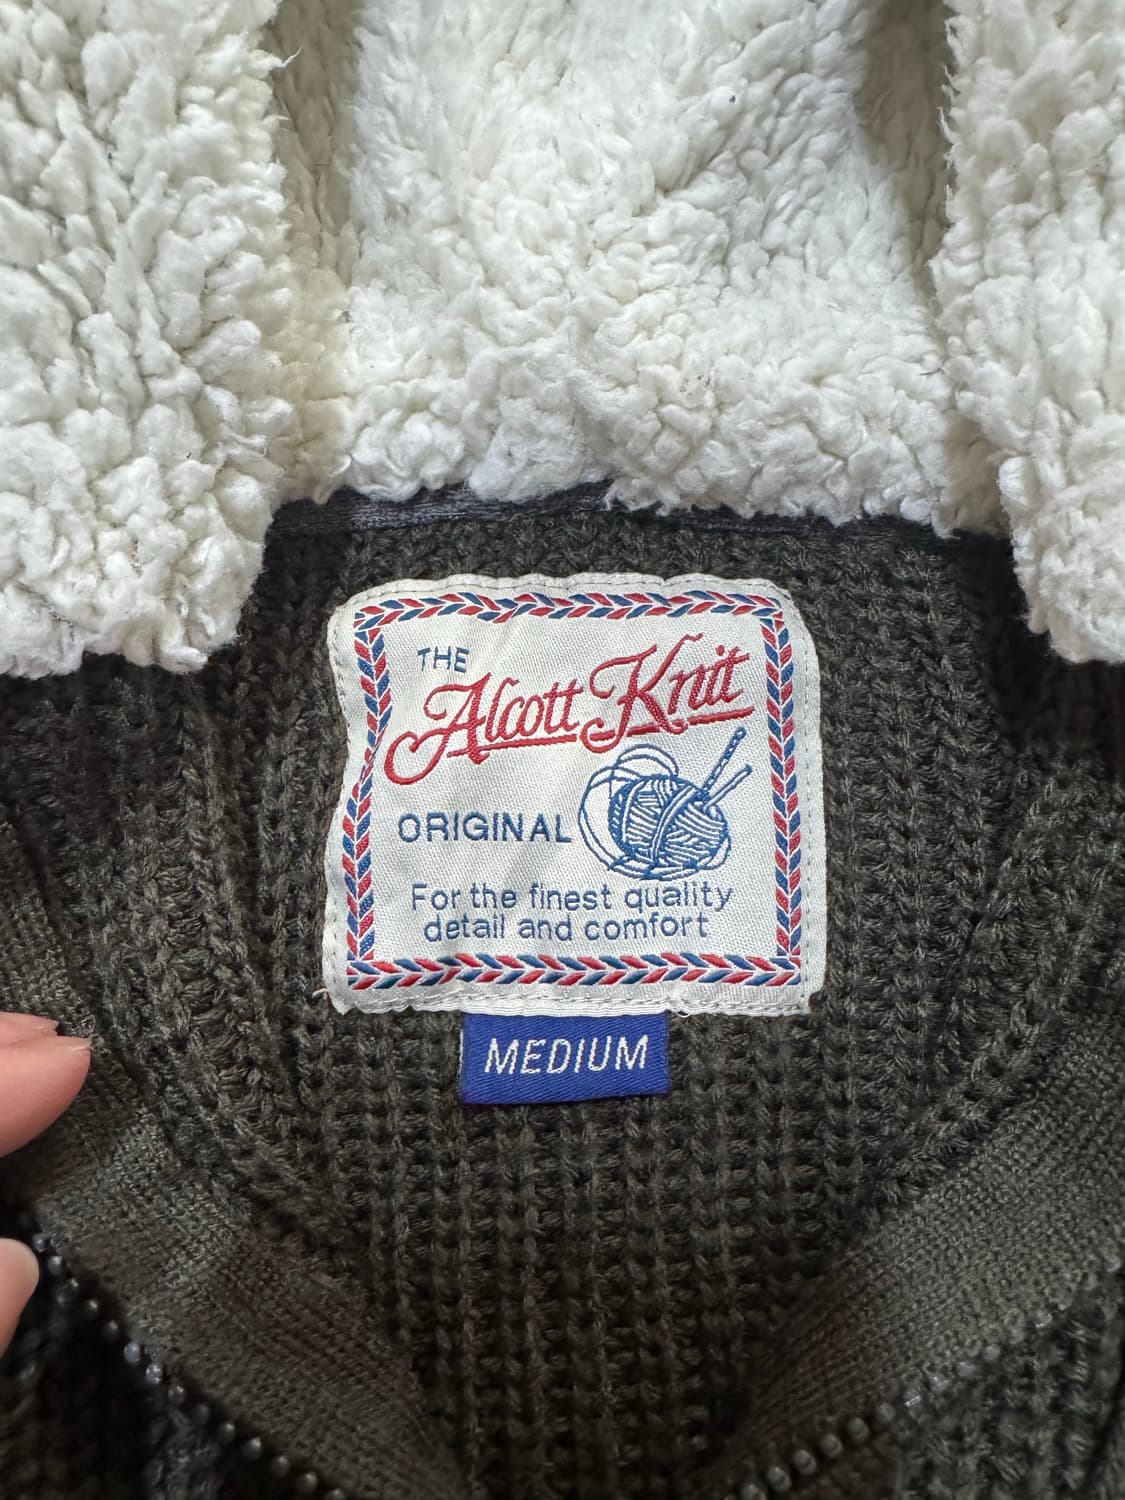 THE
Alcott Knit
ORIGINAL
For the finest quality
detail and comfort
MEDIUM